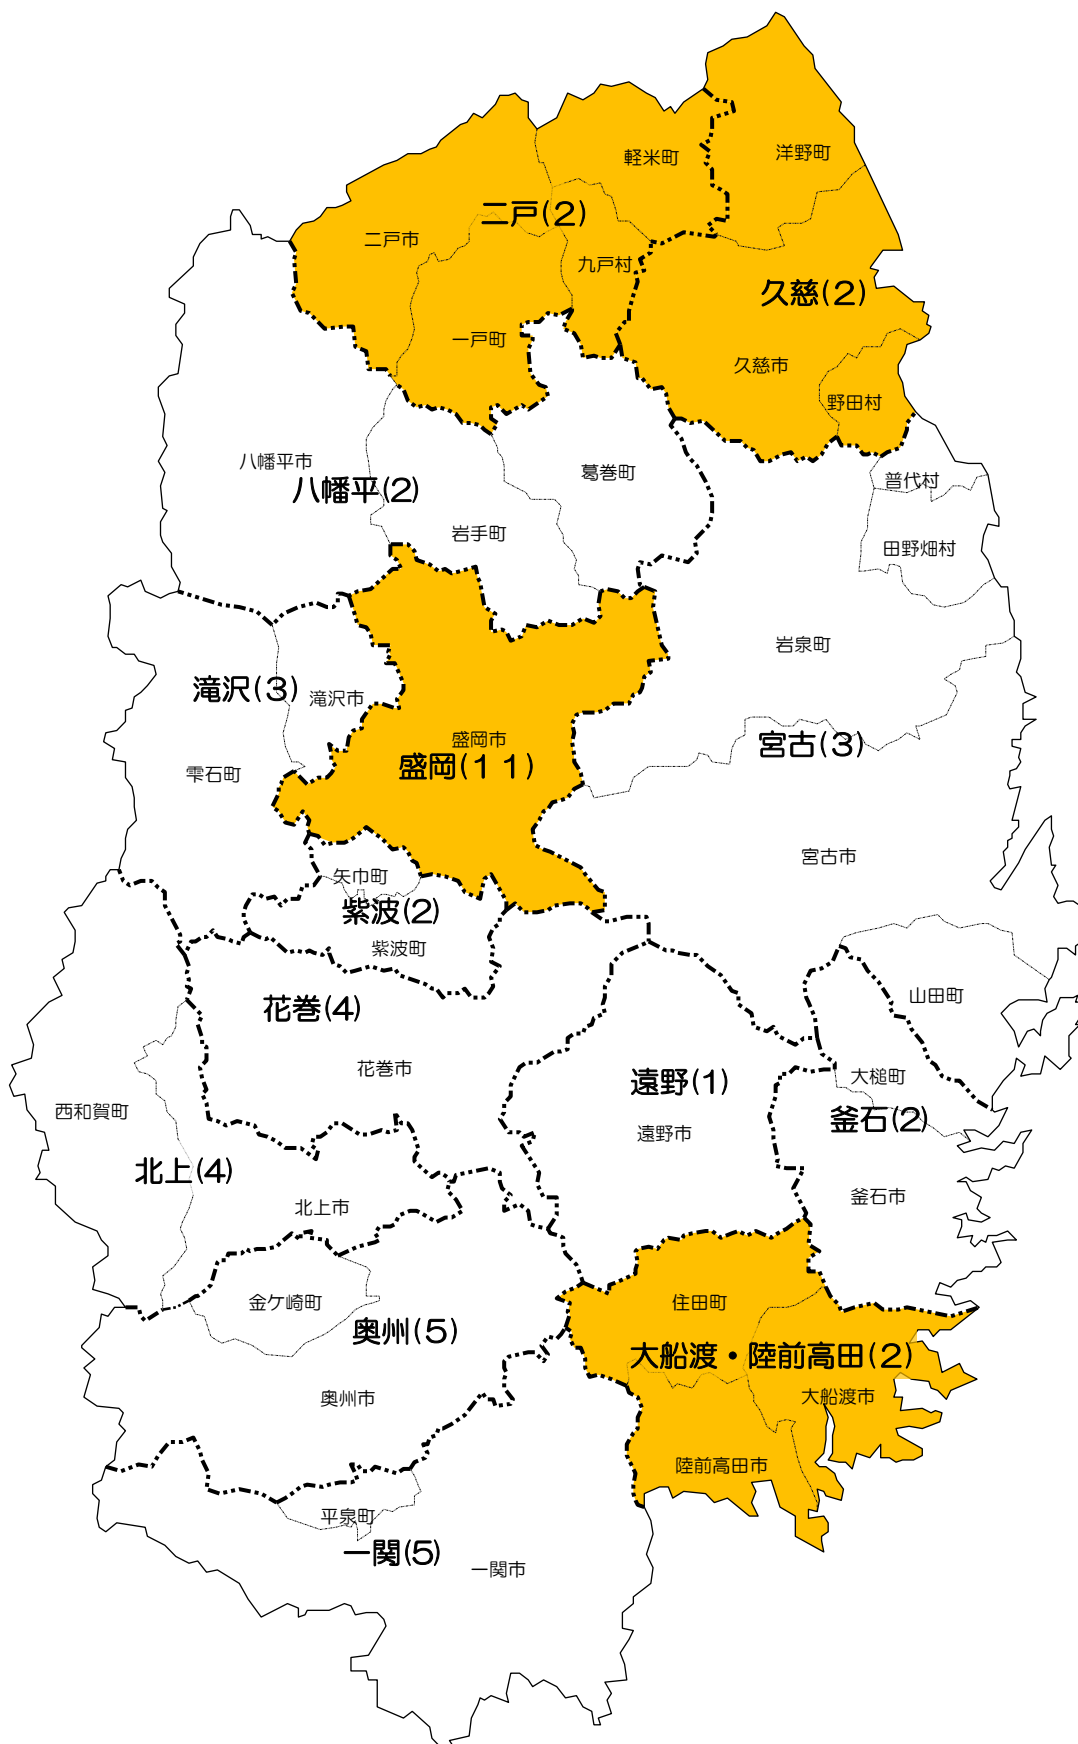 洋野町
軽米町
二戸(2)
二戸市
九戸村
久慈(2)
一戸町
久慈市
野田村
八幡平市
八幡平(2)
葛巻町
普代村
岩手町
田野畑村
岩泉町
滝沢(3)
滝沢市
盛岡市
盛岡(11)
宮古(3)
雫石町
宮古市
矢巾町
紫波(2)
紫波町
山田町
花巻(4)
花巻市
遠野(1)
大槌町
西和賀町
釜石(2)
遠野市
北上(4)
釜石市
北上市
金ケ崎町
住田町
奥州(5)
大船渡・陸前高田(2)
奥州市
大船渡市
陸前高田市
平泉町
一関(5)
一関市